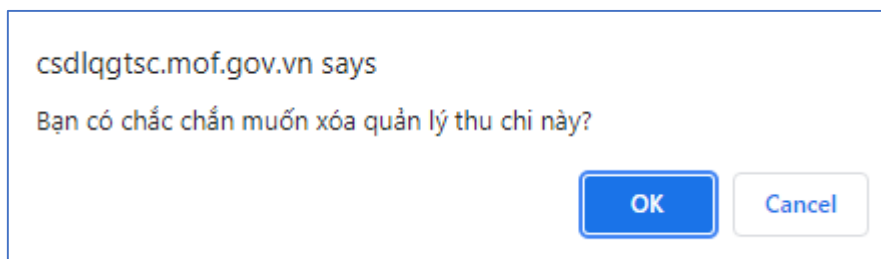 csdlqgtsc.mof.gov.vn says
Bạn có chắc chắn muốn xóa quản lý thu chi này?
OK
Cancel